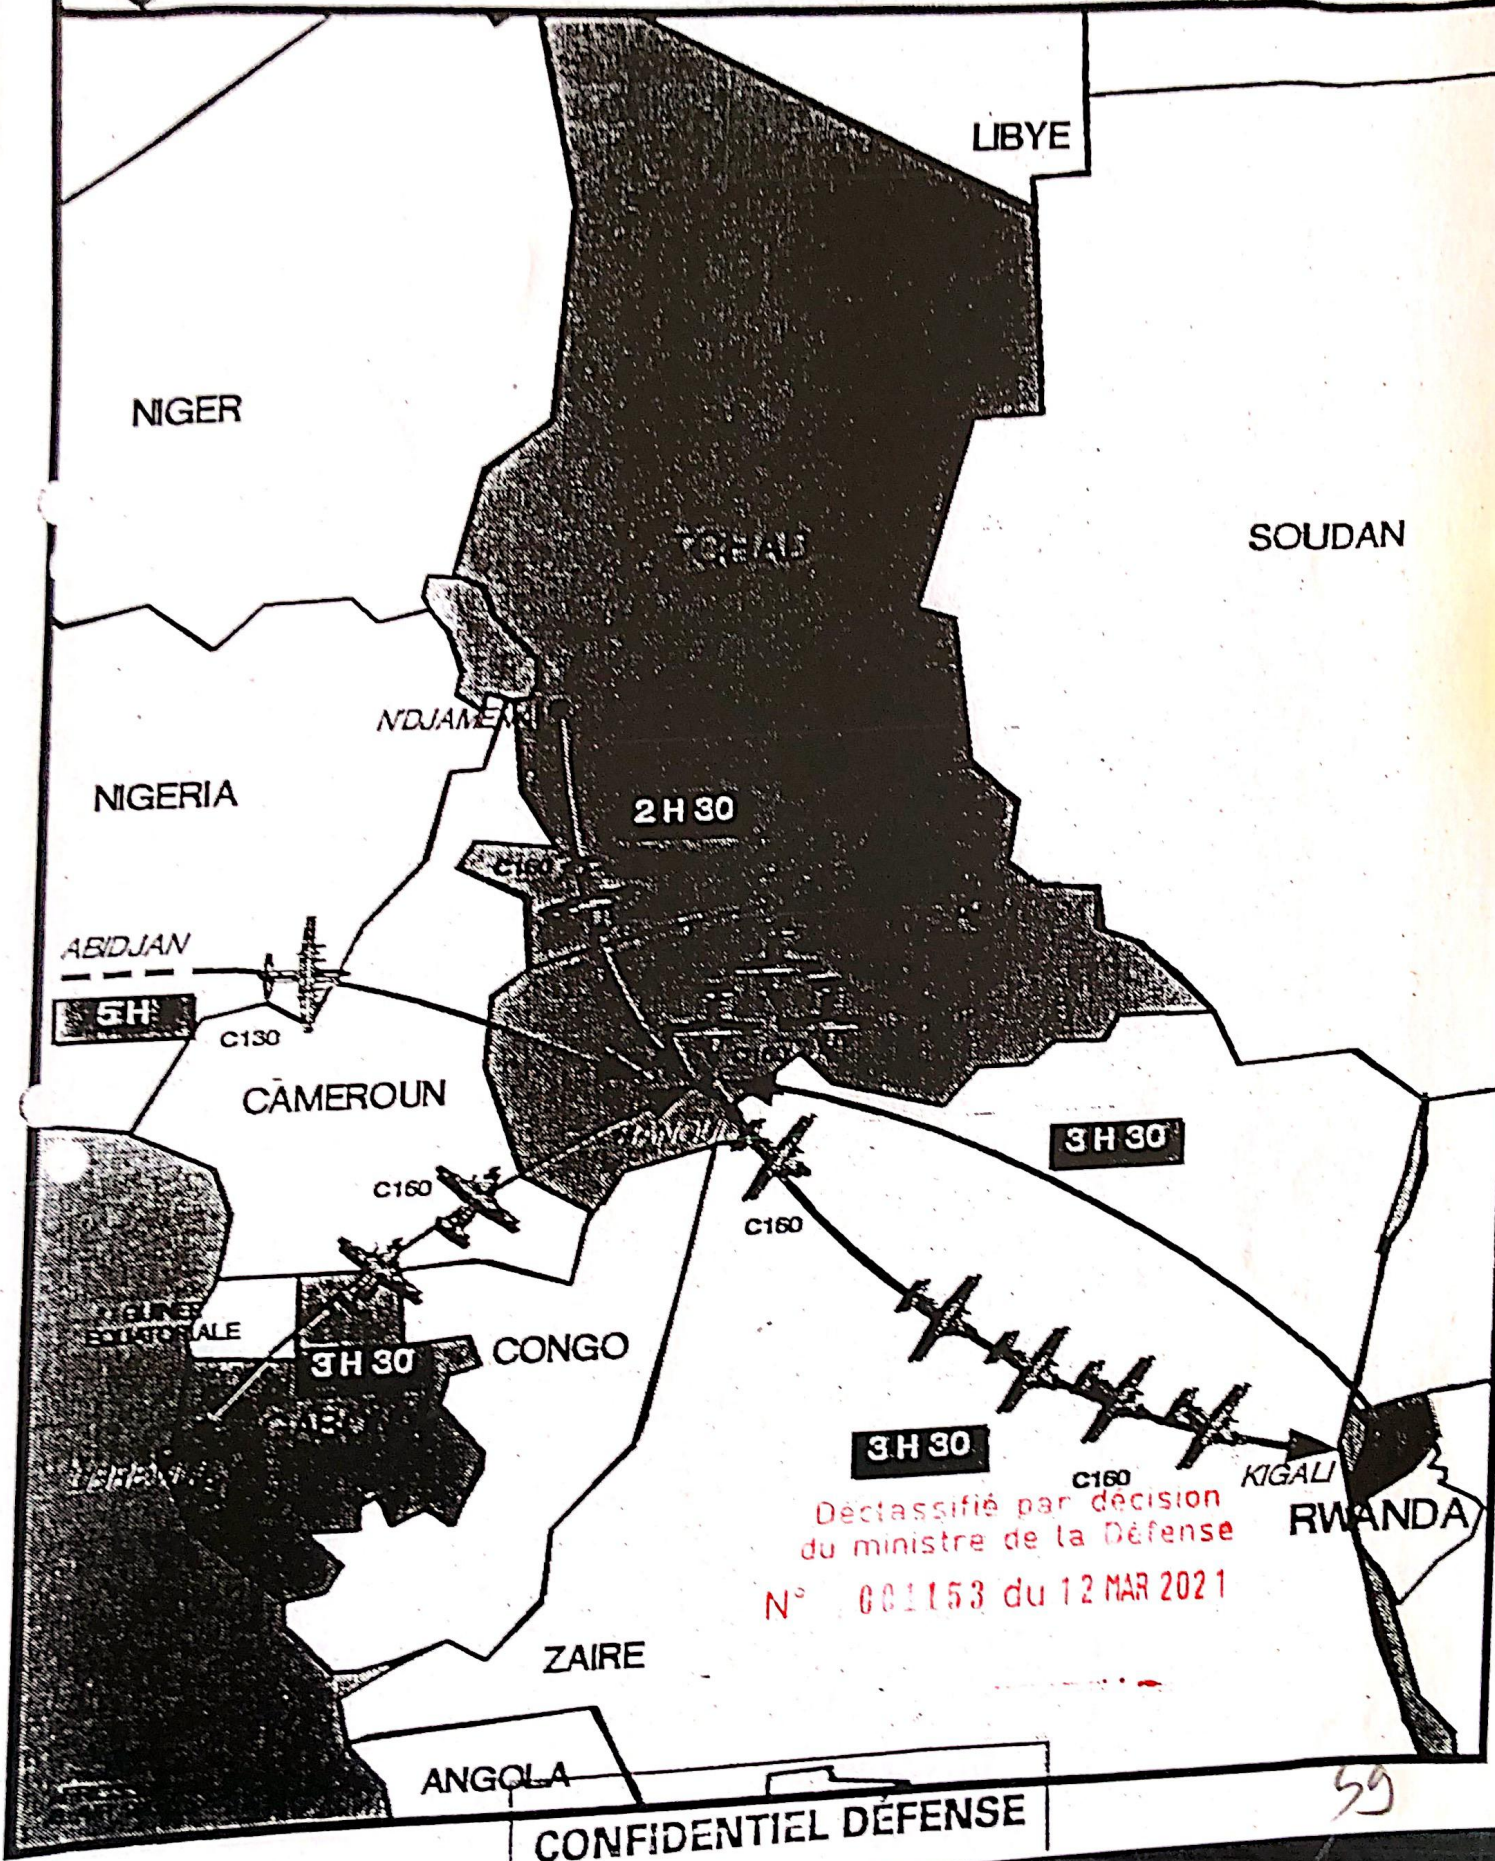 LIBYE
NIGER
TCHAD
SOUDAN
NIGERIA
2 H 30
C160
ABIDJAN
5 H
C130
CAMEROUN
3 H 30
C160
C160
GUINEE
EQUATORIALE
CONGO
3 H 30
3 H 30
C160
KIGALI
RWANDA
Déclassifié par décision
du ministre de la Défense
N° 001153 du 12 MAR 2021
ZAIRE
ANGOLA
59
CONFIDENTIEL DÉFENSE